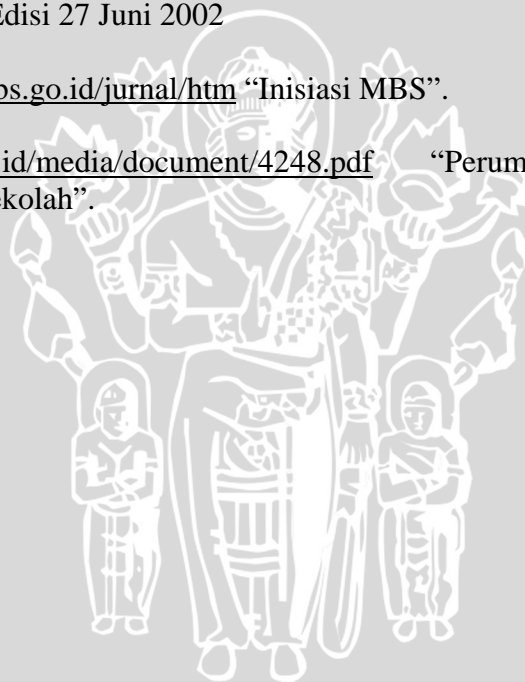 Edisi 27 Juni 2002
os.go.id/jurnal/htm “Inisiasi MBS”.
id/media/document/4248.pdf “Perum
ekolah”.